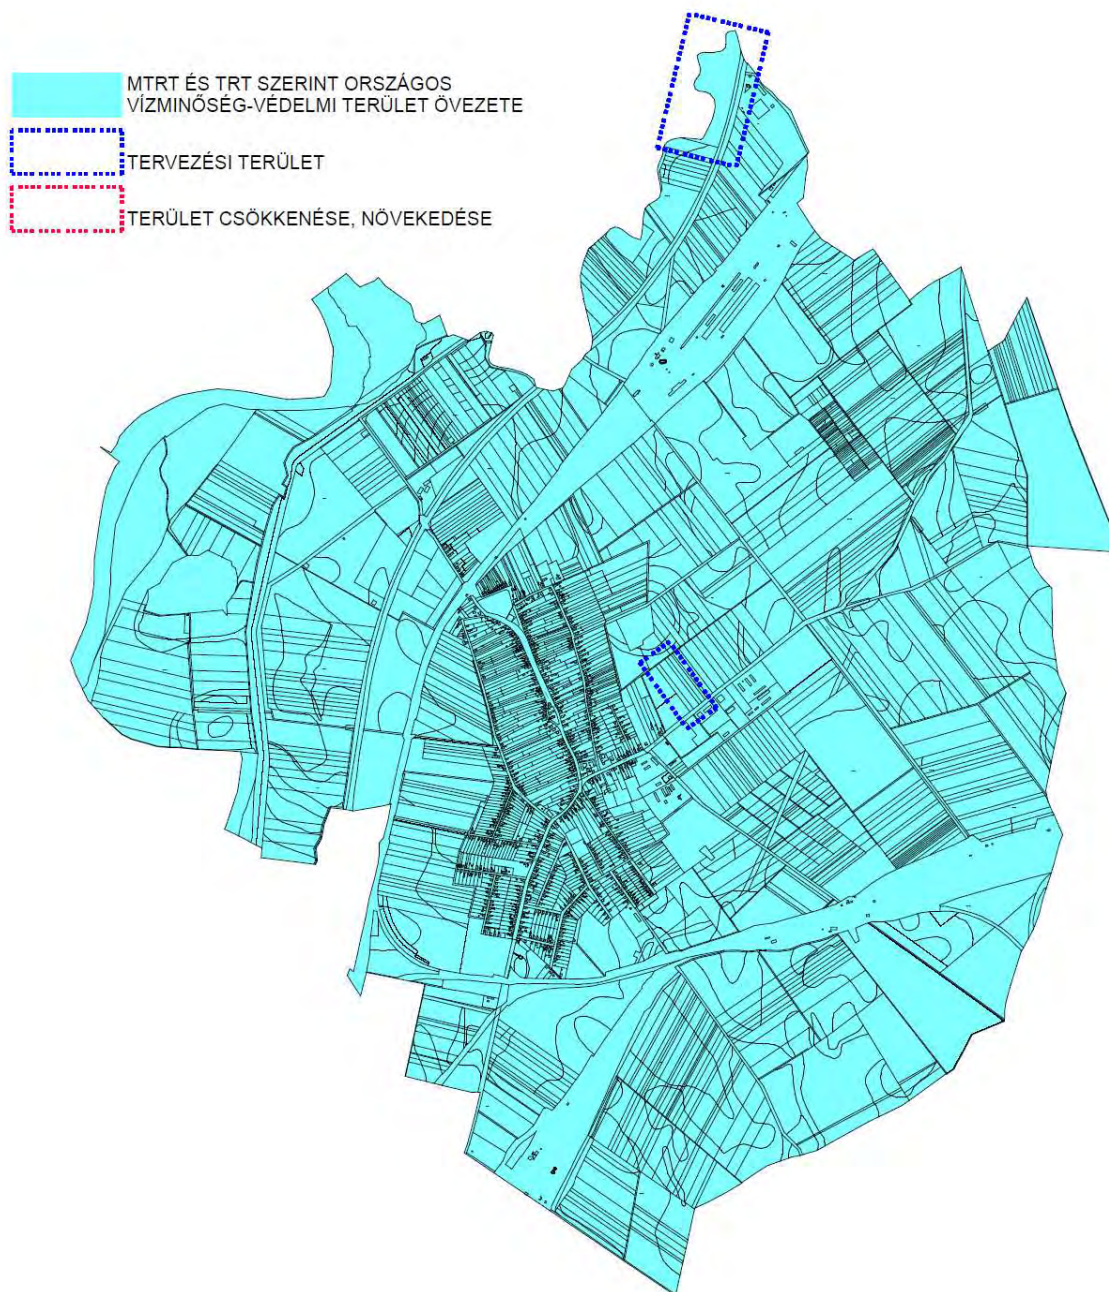 MTRT ÉS TRT SZERINT ORSZÁGOS
VÍZMINŐSÉG-VÉDELMI TERÜLET ÖVEZETE
TERVEZÉSI TERÜLET
TERÜLET CSÖKKENÉSE, NÖVEKEDÉSE